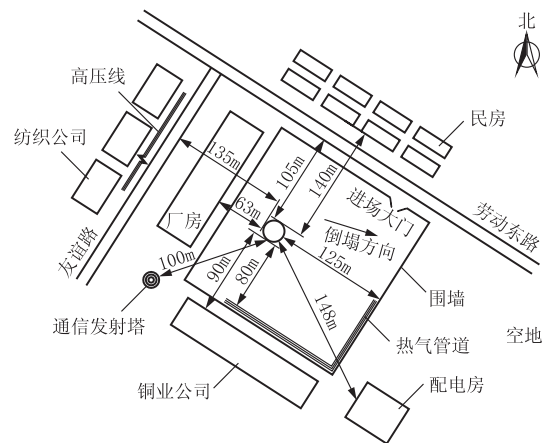 北
高压线
纺织公司
民房
135m
105m
140m
进场大门
劳动东路
厂房
63m
倒塌方向
友谊路
100m
90m
80m
125m
148m
围墙
通信发射塔
热气管道
空地
铜业公司
配电房